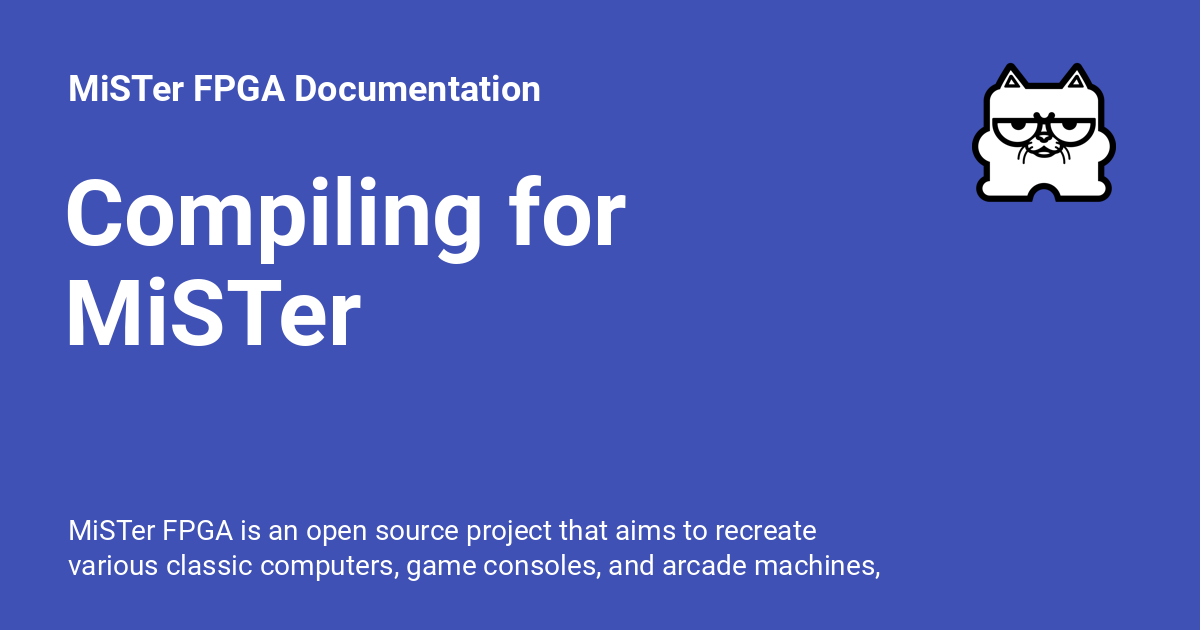 MiSTer FPGA Documentation
Compiling for
MiSTer
MiSTer FPGA is an open source project that aims to recreate
various classic computers, game consoles, and arcade machines,